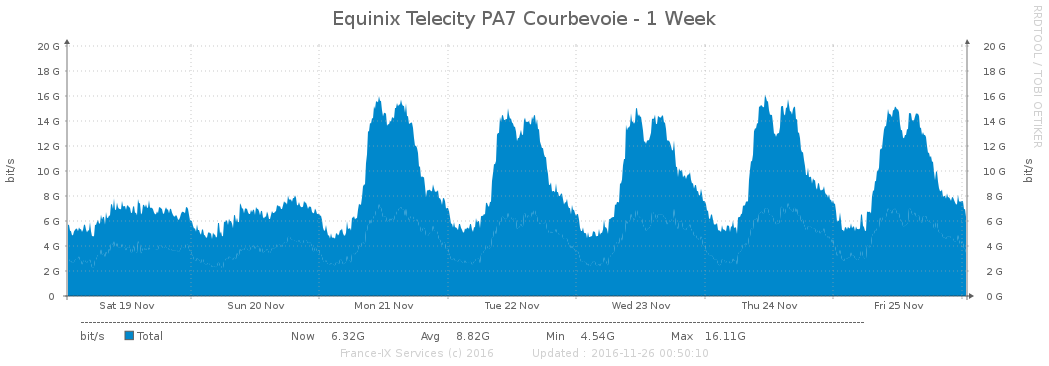 Equinix Telecity PA7 Courbevoie - 1 Week
RRDTOOL / TOBI OETIKER
20 G 20 G
18 G 18 G
16 G 16 G
14 G 14 G
12 G 12 G
10 G 10 G
8 G 8 G
6 G 6 G
4 G 4 G
2 G 2 G
0 0 G
bit/s bit/s
Sat 19 Nov Sun 20 Nov Mon 21 Nov Tue 22 Nov Wed 23 Nov Thu 24 Nov Fri 25 Nov
bit/s Total Now 6.32G Avg 8.82G Min 4.54G Max 16.11G
France-IX Services (c) 2016 Updated : 2016-11-26 00:50:10